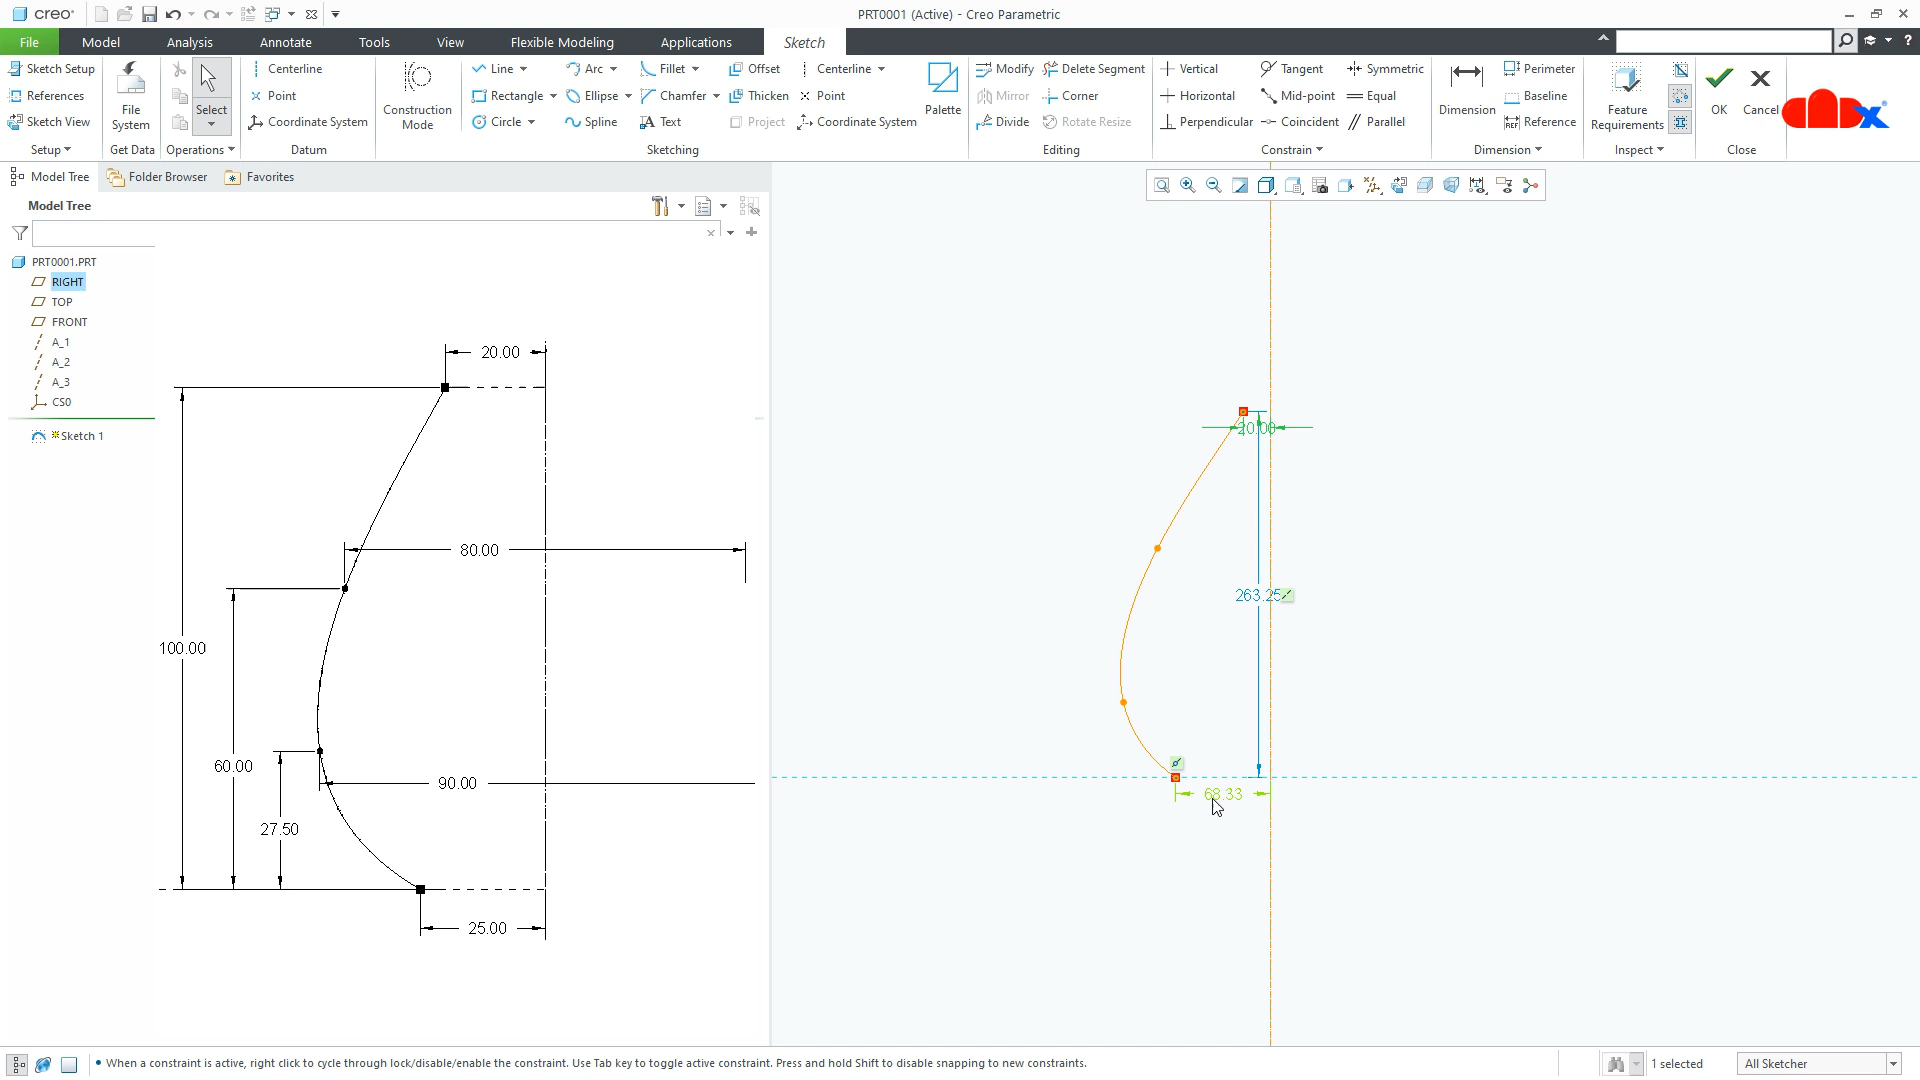 creo
PRT0001 (Active) - Creo Parametric
File Model Analysis Annotate Tools View Flexible Modeling Applications Sketch
Sketch Setup
References
Sketch View
Setup
File System
Get Data
Select
Operations
Centerline
Point
Coordinate System
Datum
Construction Mode
Line Arc Fillet Offset Centerline
Rectangle Ellipse Chamfer Thicken Point
Circle Spline Text Project Coordinate System
Palette
Sketching
Modify Delete Segment
Mirror Corner
Divide Rotate Resize
Editing
Vertical Tangent Symmetric
Horizontal Mid-point Equal
Perpendicular Coincident Parallel
Constrain
Dimension
Perimeter
Baseline
Reference
Dimension
Feature Requirements
Inspect
OK
Cancel
Close
Model Tree Folder Browser Favorites
Model Tree
PRT0001.PRT
RIGHT
TOP
FRONT
A_1
A_2
A_3
CS0
Sketch 1
20.00
80.00
100.00
60.00
90.00
27.50
25.00
20.00
263.25
68.33
When a constraint is active, right click to cycle through lock/disable/enable the constraint. Use Tab key to toggle active constraint. Press and hold Shift to disable snapping to new constraints.
1 selected
All Sketcher